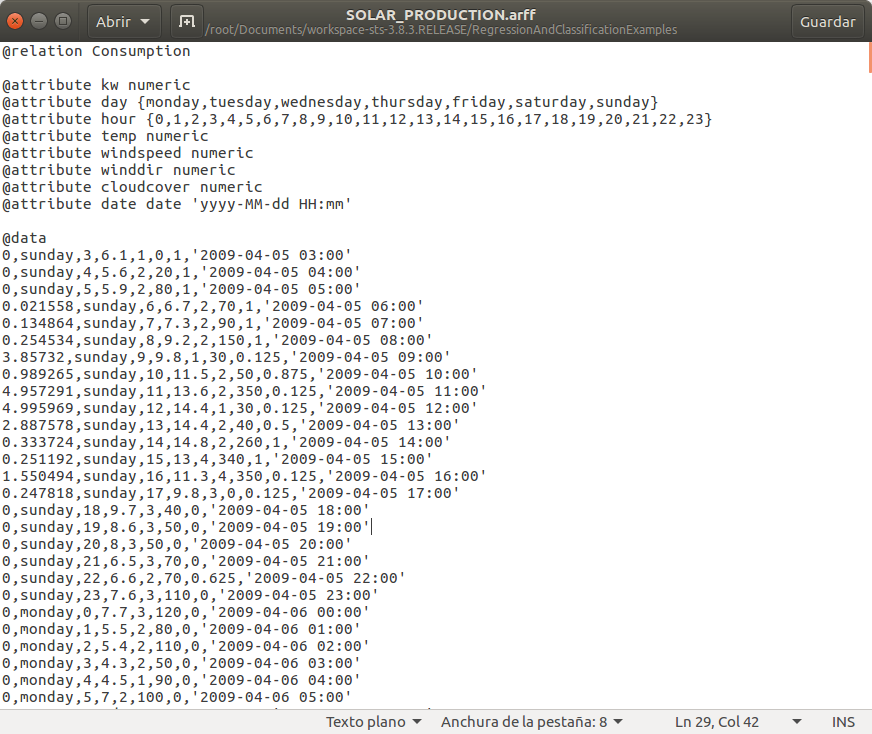 Abrir
SOLAR_PRODUCTION.arff
/root/Documents/workspace-sts-3.8.3.RELEASE/RegressionAndClassificationExamples
Guardar
@relation Consumption

@attribute kw numeric
@attribute day {monday,tuesday,wednesday,thursday,friday,saturday,sunday}
@attribute hour {0,1,2,3,4,5,6,7,8,9,10,11,12,13,14,15,16,17,18,19,20,21,22,23}
@attribute temp numeric
@attribute windspeed numeric
@attribute winddir numeric
@attribute cloudcover numeric
@attribute date date 'yyyy-MM-dd HH:mm'

@data
0,sunday,3,6.1,1,0,1,'2009-04-05 03:00'
0,sunday,4,5.6,2,20,1,'2009-04-05 04:00'
0,sunday,5,5.9,2,80,1,'2009-04-05 05:00'
0.021558,sunday,6,6.7,2,70,1,'2009-04-05 06:00'
0.134864,sunday,7,7.3,2,90,1,'2009-04-05 07:00'
0.254534,sunday,8,9.2,2,150,1,'2009-04-05 08:00'
3.85732,sunday,9,9.8,1,30,0.125,'2009-04-05 09:00'
0.989265,sunday,10,11.5,2,50,0.875,'2009-04-05 10:00'
4.957291,sunday,11,13.6,2,350,0.125,'2009-04-05 11:00'
4.995969,sunday,12,14.4,1,30,0.125,'2009-04-05 12:00'
2.887578,sunday,13,14.4,2,40,0.5,'2009-04-05 13:00'
0.333724,sunday,14,14.8,2,260,1,'2009-04-05 14:00'
0.251192,sunday,15,13,4,340,1,'2009-04-05 15:00'
1.550494,sunday,16,11.3,4,350,0.125,'2009-04-05 16:00'
0.247818,sunday,17,9.8,3,0,0.125,'2009-04-05 17:00'
0,sunday,18,9.7,3,40,0,'2009-04-05 18:00'
0,sunday,19,8.6,3,50,0,'2009-04-05 19:00'
0,sunday,20,8,3,50,0,'2009-04-05 20:00'
0,sunday,21,6.5,3,70,0,'2009-04-05 21:00'
0,sunday,22,6.6,2,70,0.625,'2009-04-05 22:00'
0,sunday,23,7.6,3,110,0,'2009-04-05 23:00'
0,monday,0,7.7,3,120,0,'2009-04-06 00:00'
0,monday,1,5.5,2,80,0,'2009-04-06 01:00'
0,monday,2,5.4,2,110,0,'2009-04-06 02:00'
0,monday,3,4.3,2,50,0,'2009-04-06 03:00'
0,monday,4,4.5,1,90,0,'2009-04-06 04:00'
0,monday,5,7,2,100,0,'2009-04-06 05:00'
Texto plano Anchura de la pestaña: 8 Ln 29, Col 42 INS